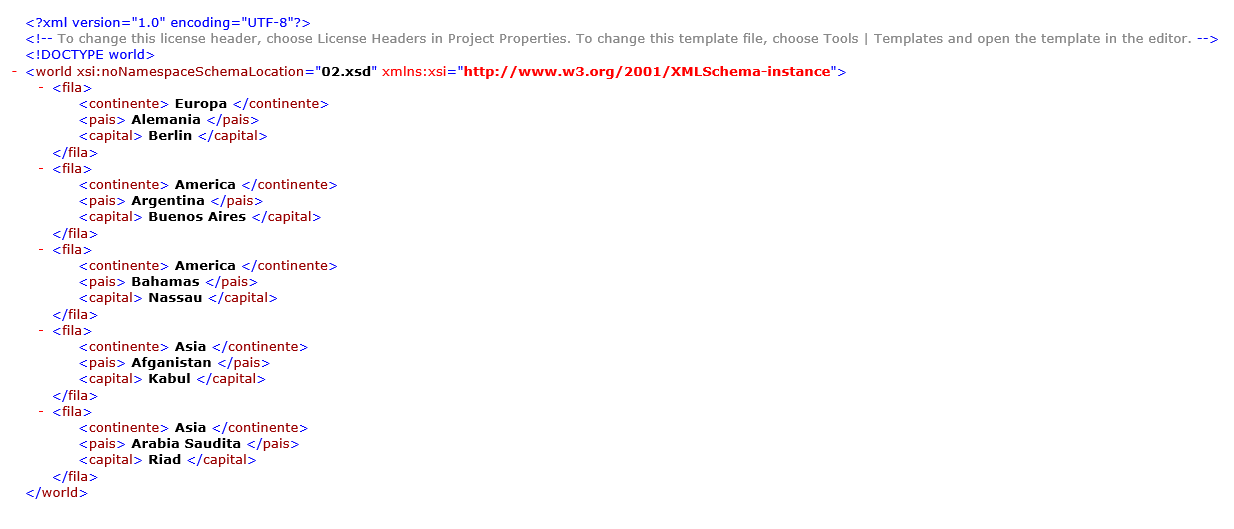 <?xml version="1.0" encoding="UTF-8"?>
<!-- To change this license header, choose License Headers in Project Properties. To change this template file, choose Tools | Templates and open the template in the editor. -->
<!DOCTYPE world>
- <world xsi:noNamespaceSchemaLocation="02.xsd" xmlns:xsi="http://www.w3.org/2001/XMLSchema-instance">
- <fila>
<continente> Europa </continente>
<pais> Alemania </pais>
<capital> Berlin </capital>
</fila>
- <fila>
<continente> America </continente>
<pais> Argentina </pais>
<capital> Buenos Aires </capital>
</fila>
- <fila>
<continente> America </continente>
<pais> Bahamas </pais>
<capital> Nassau </capital>
</fila>
- <fila>
<continente> Asia </continente>
<pais> Afganistan </pais>
<capital> Kabul </capital>
</fila>
- <fila>
<continente> Asia </continente>
<pais> Arabia Saudita </pais>
<capital> Riad </capital>
</fila>
</world>